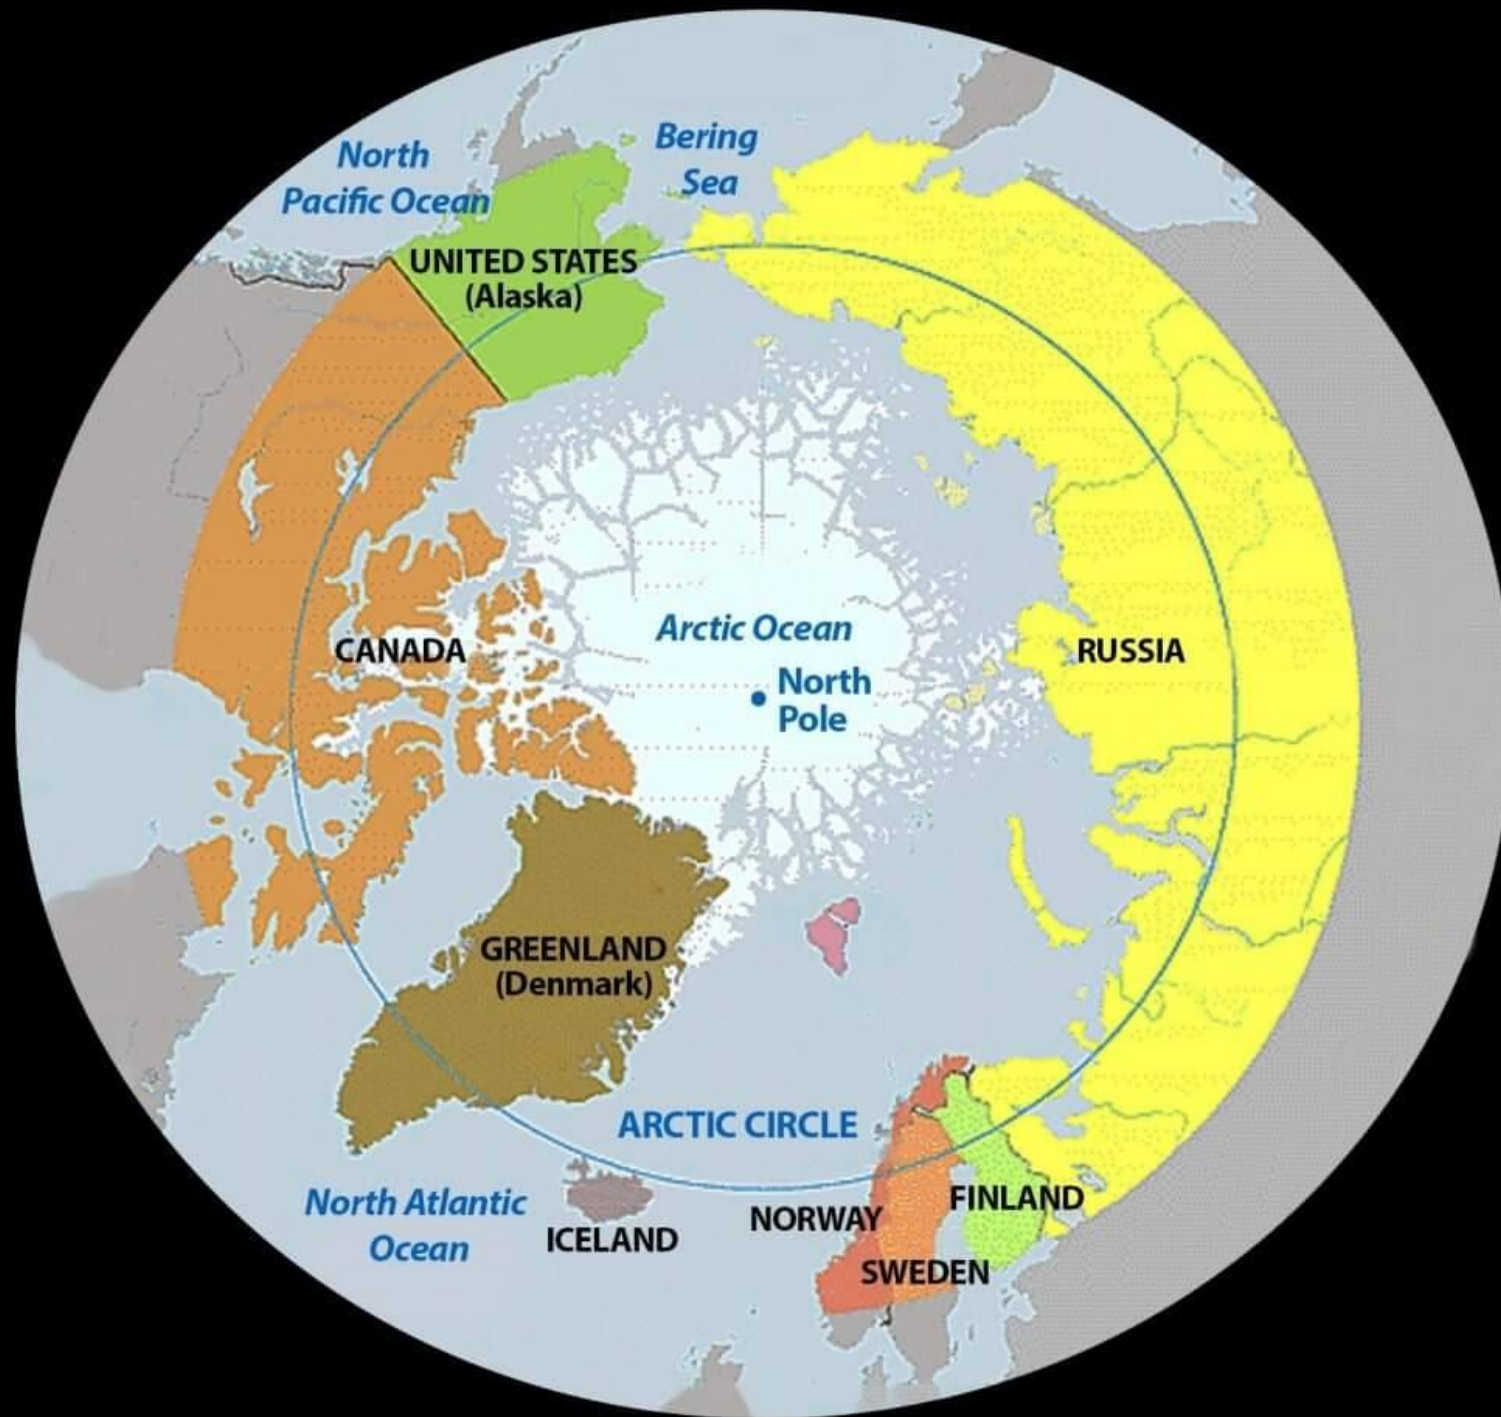 North
Pacific Ocean
Bering
Sea
UNITED STATES
(Alaska)
Arctic Ocean
North
Pole
CANADA
RUSSIA
GREENLAND
(Denmark)
ARCTIC CIRCLE
North Atlantic
Ocean
ICELAND
NORWAY
FINLAND
SWEDEN